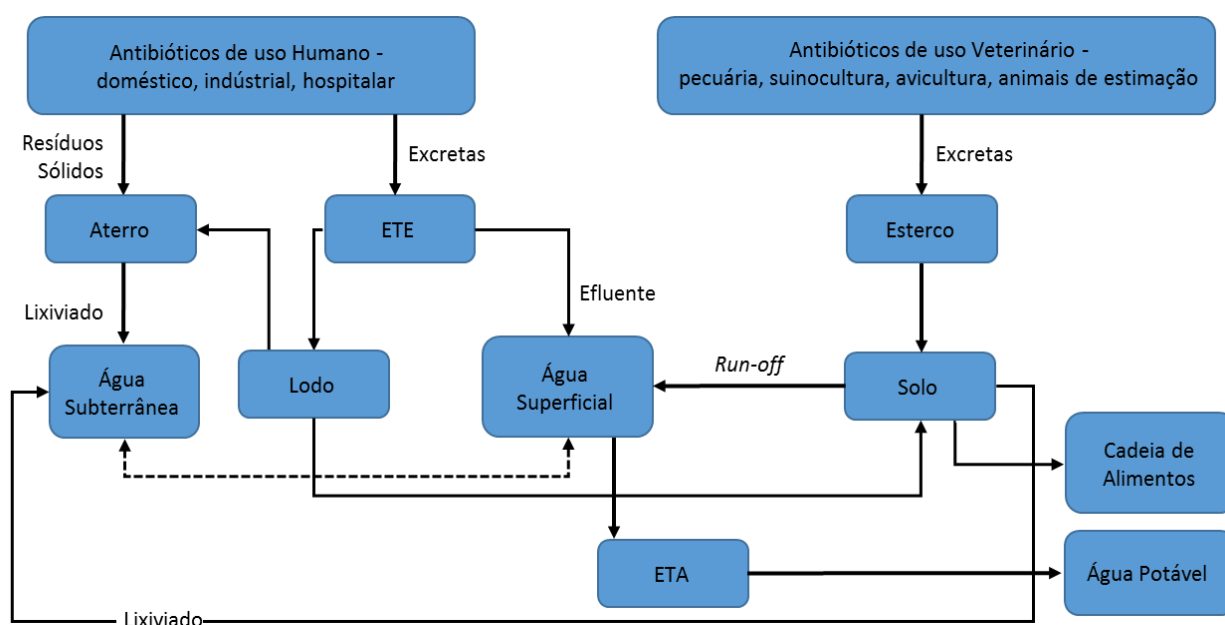 Antibióticos de uso Humano -
doméstico, indústrial, hospitalar
Antibióticos de uso Veterinário -
pecuária, suinocultura, avicultura, animais de estimação
Resíduos
Sólidos
Excretas
Excretas
Aterro
ETE
Esterco
Lixiviado
Efluente
Água
Subterrânea
Lodo
Água
Superficial
Run-off
Solo
Cadeia de
Alimentos
ETA
Água Potável
Lixiviado